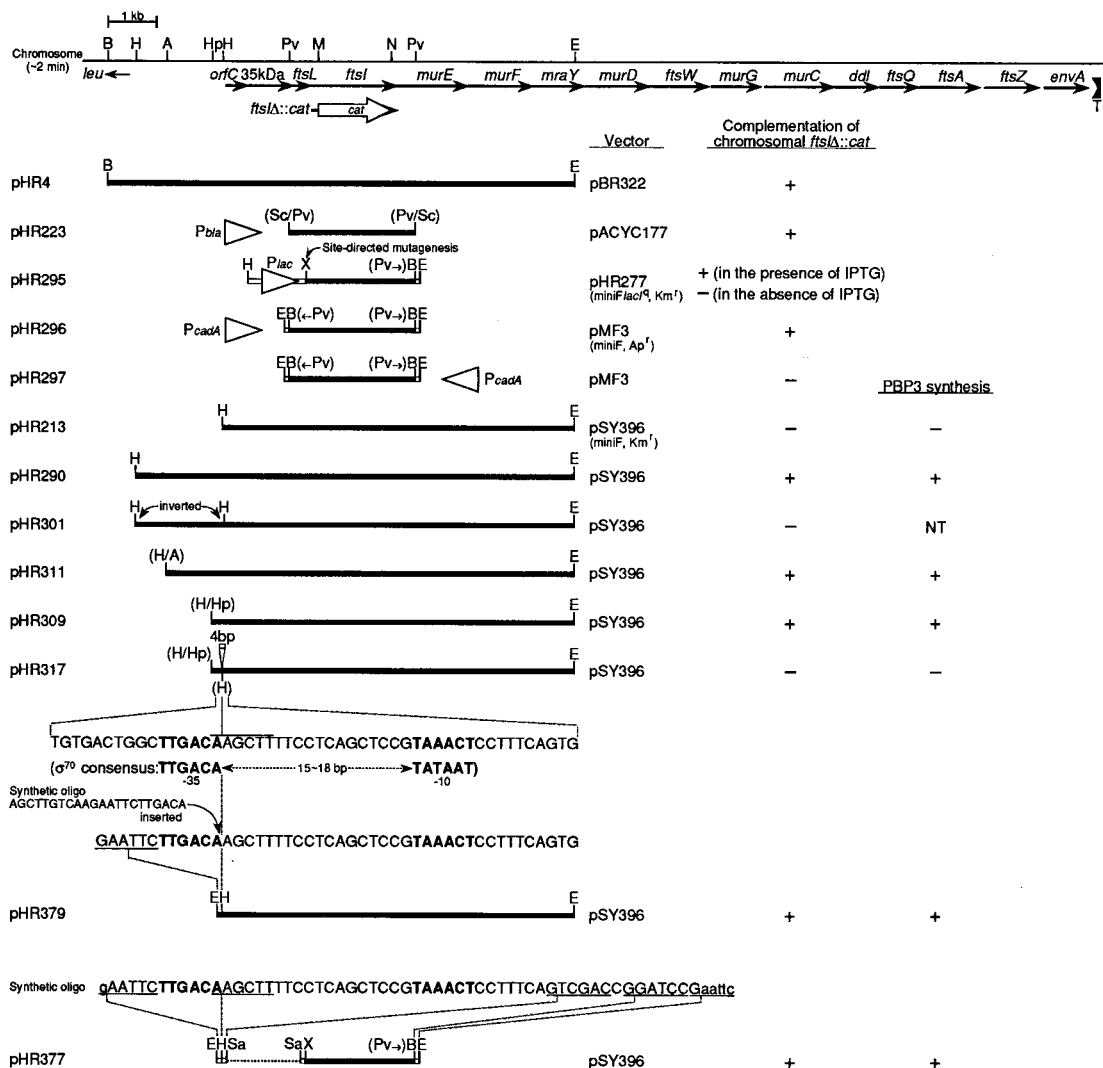 1 kb
B H A HpH Pv M N Pv E
Chromosome
(~2 min)
leu
orfC 35kDa ftsL ftsI murE murF mraY murD ftsW murG murC ddl ftsQ ftsA ftsZ envA
T
ftsIΔ::cat
cat
Vector
Complementation of
chromosomal ftsIΔ::cat
B E
pHR4 pBR322 +
(Sc/Pv) (Pv/Sc)
pHR223 Pbla pACYC177 +
Site-directed mutagenesis
H Plac X (Pv→)BE
pHR295 pHR277 + (in the presence of IPTG)
(miniFlacIq, Kmr) − (in the absence of IPTG)
EB(←Pv) (Pv→)BE
pHR296 PcadA pMF3 +
(miniF, Apr)
EB(←Pv) (Pv→)BE
pHR297 PcadA pMF3 −
PBP3 synthesis
H E
pHR213 pSY396 − −
(miniF, Kmr)
H E
pHR290 pSY396 + +
H inverted H E
pHR301 pSY396 − NT
(H/A) E
pHR311 pSY396 + +
(H/Hp) E
pHR309 pSY396 + +
4bp
(H/Hp) E
pHR317 pSY396 − −
(H)
TGTGACTGGCTTGACAAGCTTTTCCTCAGCTCCGTAAACTCCTTTCAGTG
(σ70 consensus:TTGACA 15~18 bp TATAAT)
-35 -10
Synthetic oligo
AGCTTGTCAAGAATTCTTGACA
inserted
GAATTCTTGACAAGCTTTTCCTCAGCTCCGTAAACTCCTTTCAGTG
EH E
pHR379 pSY396 + +
Synthetic oligo gAATTCTTGACAAGCTTTTCCTCAGCTCCGTAAACTCCTTTCAGTCGACCGGATCCGaattc
EHSa SaX (Pv→)BE
pHR377 pSY396 + +